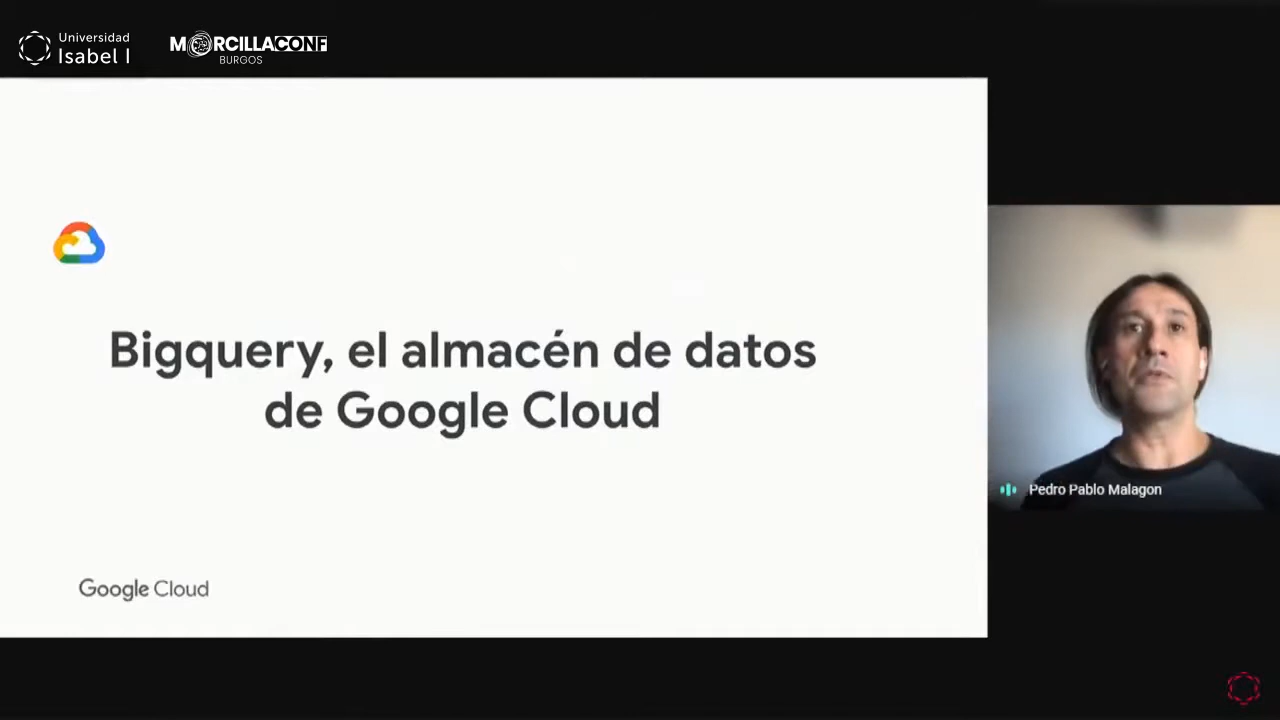 Universidad
Isabel I
MORCILLACONF
BURGOS
Bigquery, el almacén de datos
de Google Cloud
Google Cloud
Pedro Pablo Malagon